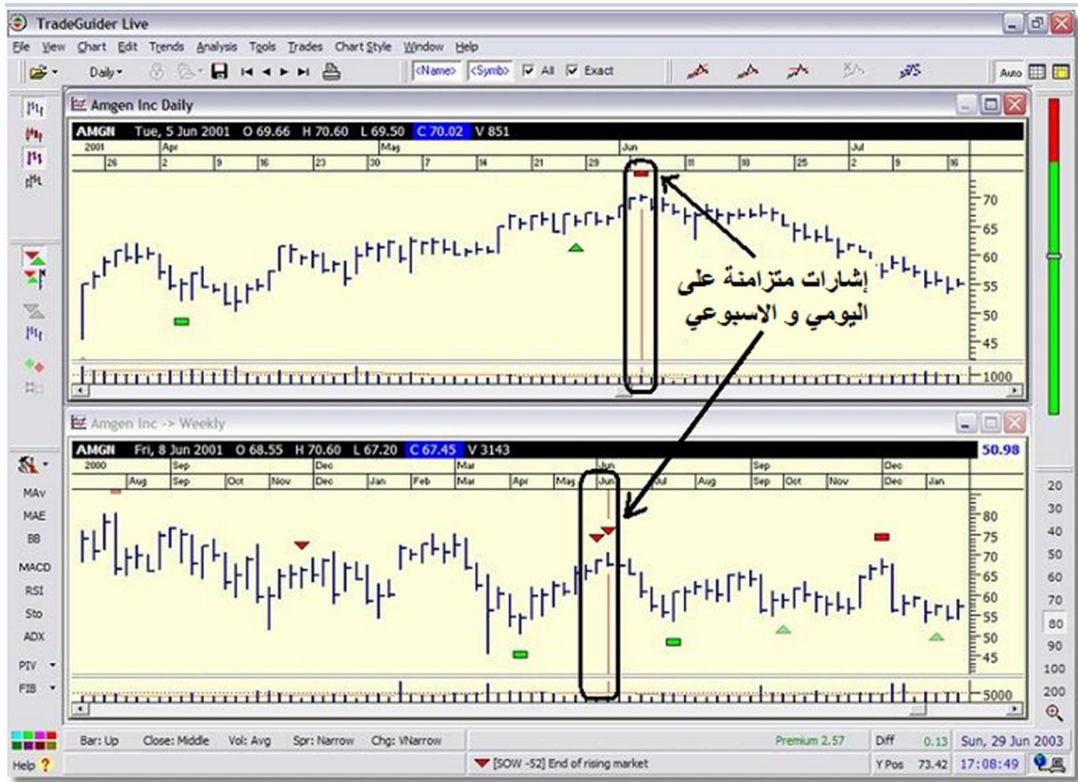 TradeGuider Live
File View Chart Edit Trends Analysis Tools Trades Chart Style Window Help
Daily <Name> <Symb> All Exact Auto
Amgen Inc Daily
AMGN Tue, 5 Jun 2001 O 69.66 H 70.60 L 69.50 C 70.02 V 851
2001 Apr May Jun Jul
26 2 9 16 23 30 7 14 21 29 11 18 25 2 9 16
70
65
60
55
50
45
1000
إشارات متزامنة على
اليومي و الاسبوعي
Amgen Inc -> Weekly
AMGN Fri, 8 Jun 2001 O 68.55 H 70.60 L 67.20 C 67.45 V 3143 50.98
2000 Sep Dec Mar Jun Sep Dec
Aug Sep Oct Nov Dec Jan Feb Mar Apr May Jun Jul Aug Sep Oct Nov Dec Jan
80
75
70
65
60
55
50
45
5000
MAv
MAE
BB
MACD
RSI
Sto
ADX
PIV
FIB
20
30
40
50
60
70
80
90
100
200
Bar: Up Close: Middle Vol: Avg Spr: Narrow Chg: VNarrow Premium 2.57 Diff 0.13 Sun, 29 Jun 2003
Help ? [SOW -52] End of rising market Y Pos 73.42 17:08:49